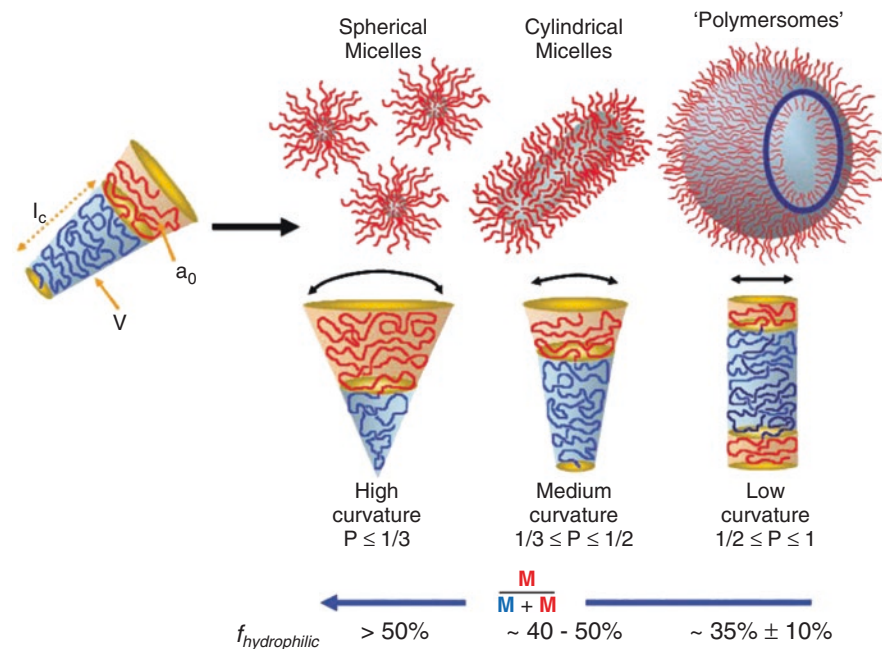 Spherical
Micelles
Cylindrical
Micelles
'Polymersomes'
l_c
a_0
V
High
curvature
P ≤ 1/3
Medium
curvature
1/3 ≤ P ≤ 1/2
Low
curvature
1/2 ≤ P ≤ 1
M
M + M
f_hydrophilic > 50% ~ 40 - 50% ~ 35% ± 10%